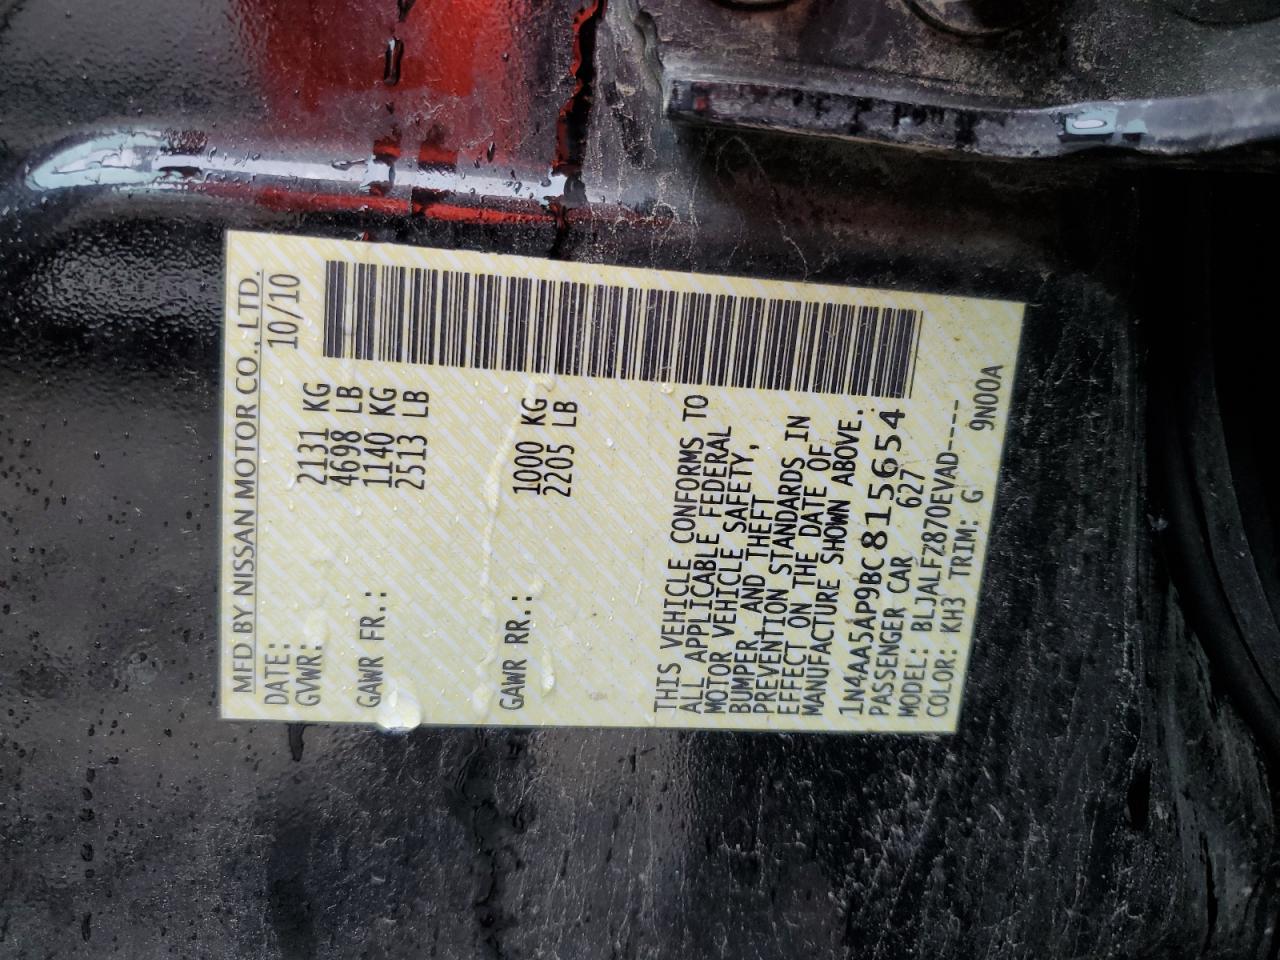 MFD BY NISSAN MOTOR CO., LTD.
DATE: 10/10
GVWR: 2131 KG
4698 LB
GAWR FR.: 1140 KG
2513 LB
GAWR RR.: 1000 KG
2205 LB
THIS VEHICLE CONFORMS TO
ALL APPLICABLE FEDERAL
MOTOR VEHICLE SAFETY,
BUMPER, AND THEFT
PREVENTION STANDARDS IN
EFFECT ON THE DATE OF
MANUFACTURE SHOWN ABOVE.
1N4AA5AP9BC815654
PASSENGER CAR 627
MODEL: BLJALFZ870EVAD----
COLOR: KH3 TRIM: G 9N00A